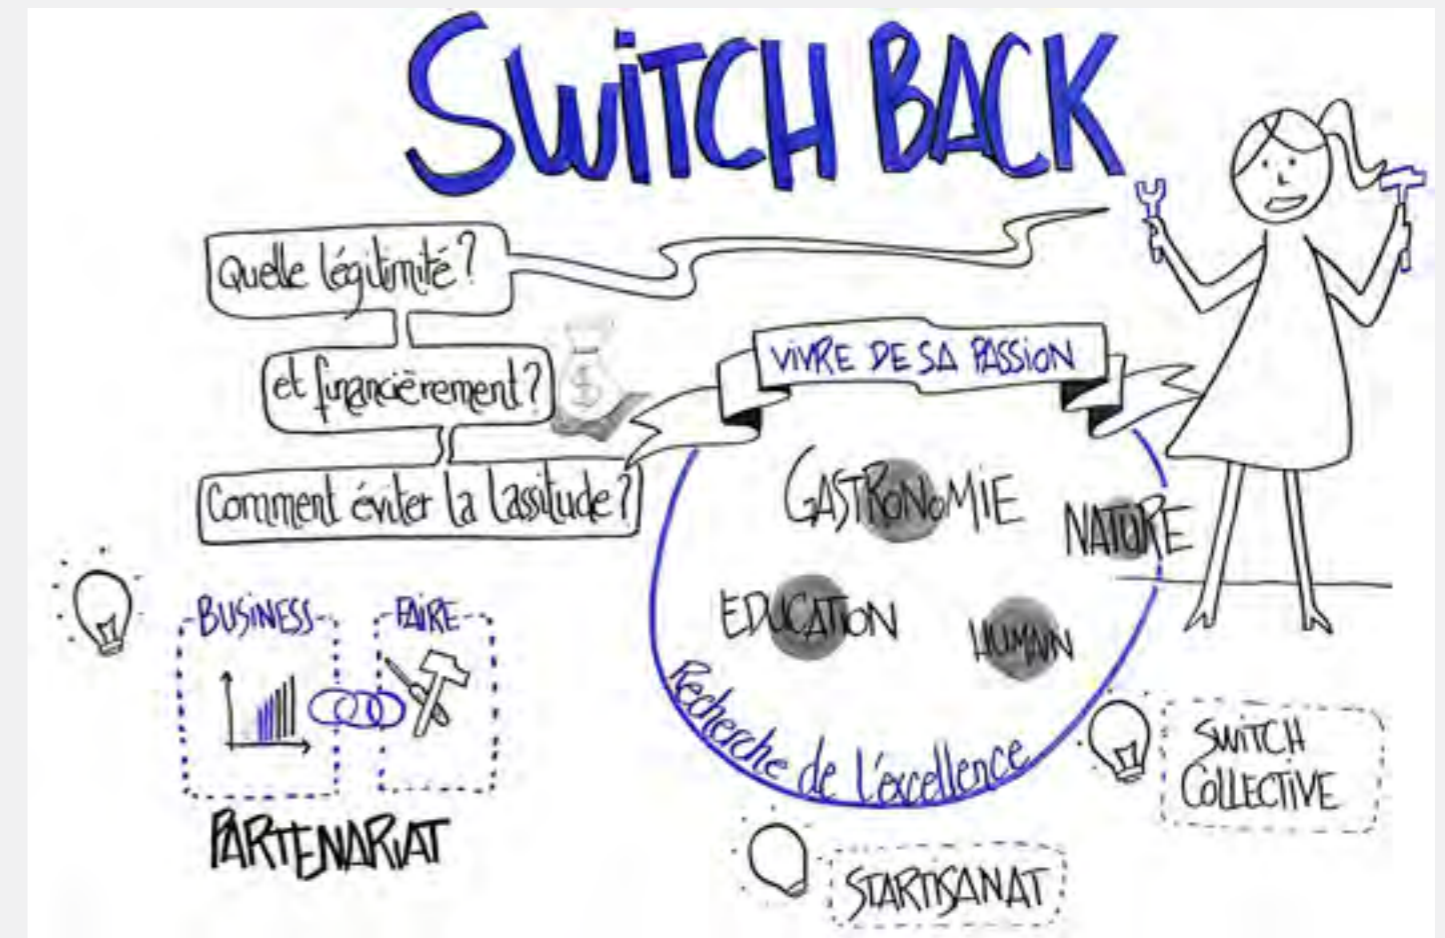 SWITCH BACK
Quelle légitimité ?
et financièrement ?
$
Comment éviter la lassitude ?
VIVRE DE SA PASSION
GASTRONOMIE
NATURE
EDUCATION
HUMAIN
Recherche de l'excellence
BUSINESS
FAIRE
PARTENARIAT
SWITCH
COLLECTIVE
STARTISANAT